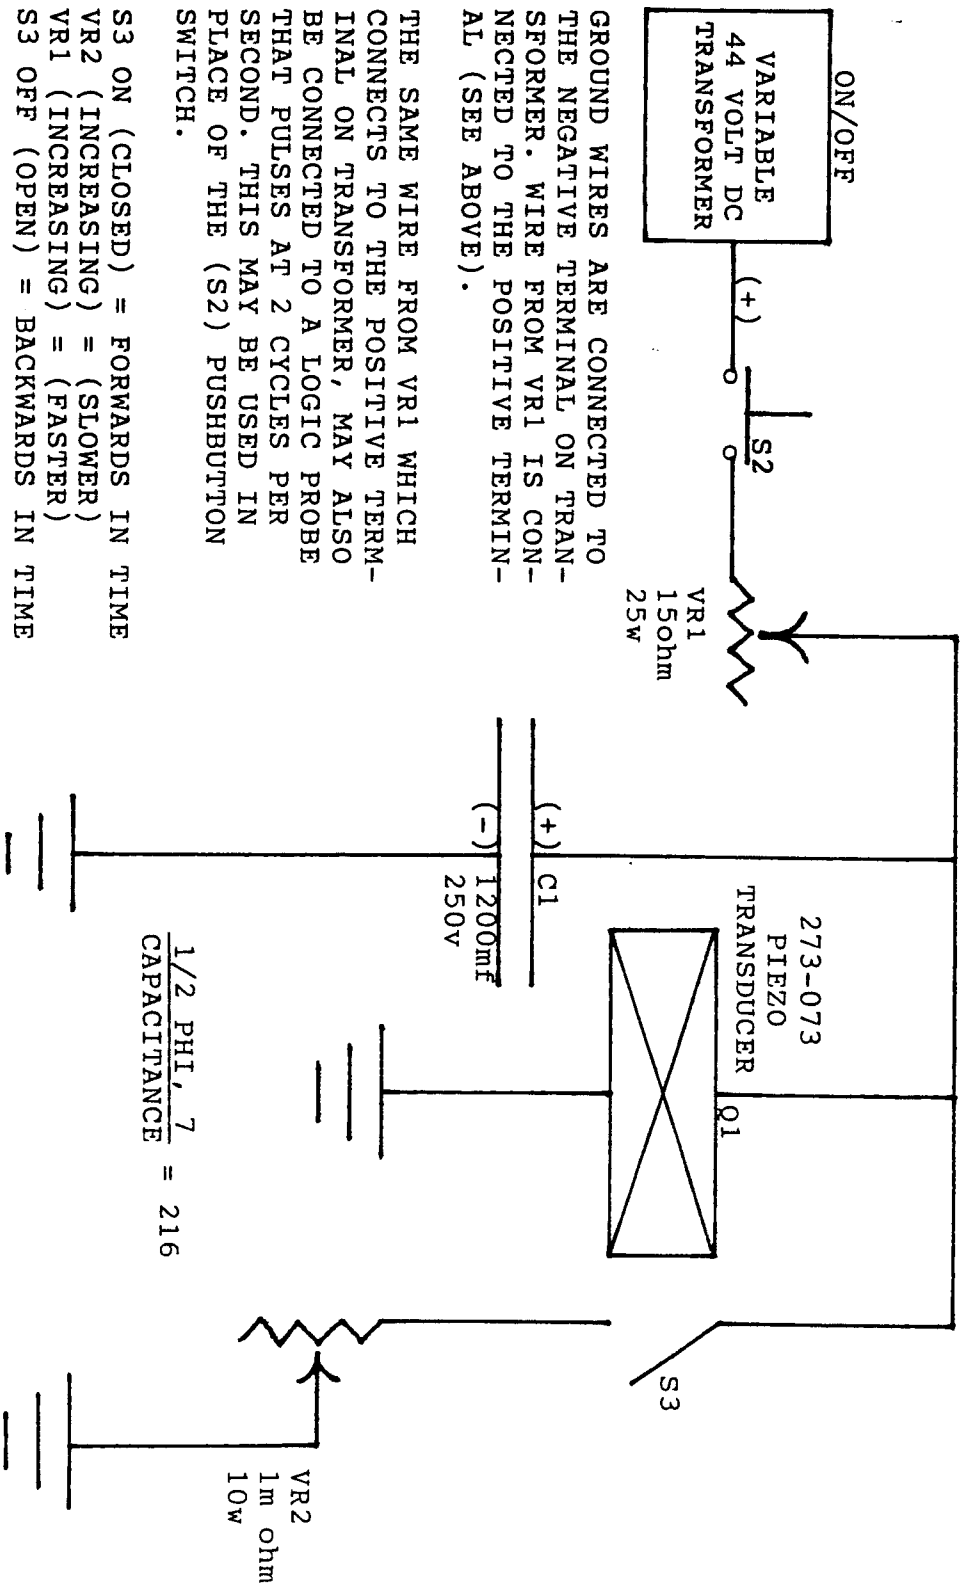 ON/OFF
VARIABLE
44 VOLT DC
TRANSFORMER
(+)
S2
VR1
15ohm
25w
273-073
PIEZO
TRANSDUCER
Q1
S3
(+)
C1
(-)
1200mf
250v
VR2
1m ohm
10w
1/2 PHI, 7
CAPACITANCE = 216
GROUND WIRES ARE CONNECTED TO
THE NEGATIVE TERMINAL ON TRAN-
SFORMER. WIRE FROM VR1 IS CON-
NECTED TO THE POSITIVE TERMIN-
AL (SEE ABOVE).
THE SAME WIRE FROM VR1 WHICH
CONNECTS TO THE POSITIVE TERM-
INAL ON TRANSFORMER, MAY ALSO
BE CONNECTED TO A LOGIC PROBE
THAT PULSES AT 2 CYCLES PER
SECOND. THIS MAY BE USED IN
PLACE OF THE (S2) PUSHBUTTON
SWITCH.
S3 ON (CLOSED) = FORWARDS IN TIME
VR2 (INCREASING) = (SLOWER)
VR1 (INCREASING) = (FASTER)
S3 OFF (OPEN) = BACKWARDS IN TIME